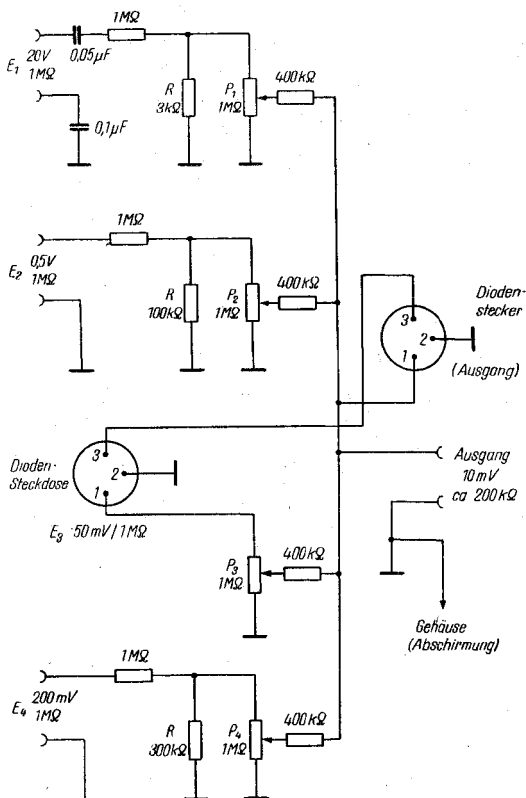 1MΩ
E₁ 20V
1MΩ
0,05µF
0,1µF
R
3kΩ
P₁
1MΩ
400kΩ
1MΩ
E₂ 0,5V
1MΩ
R
100kΩ
P₂
1MΩ
400kΩ
3
2
1
Dioden-
stecker
(Ausgang)
Dioden-
Steckdose
3
2
1
E₃ 50mV/1MΩ
P₃
1MΩ
400kΩ
Ausgang
10mV
ca 200kΩ
Gehäuse
(Abschirmung)
1MΩ
E₄ 200mV
1MΩ
R
300kΩ
P₄
1MΩ
400kΩ